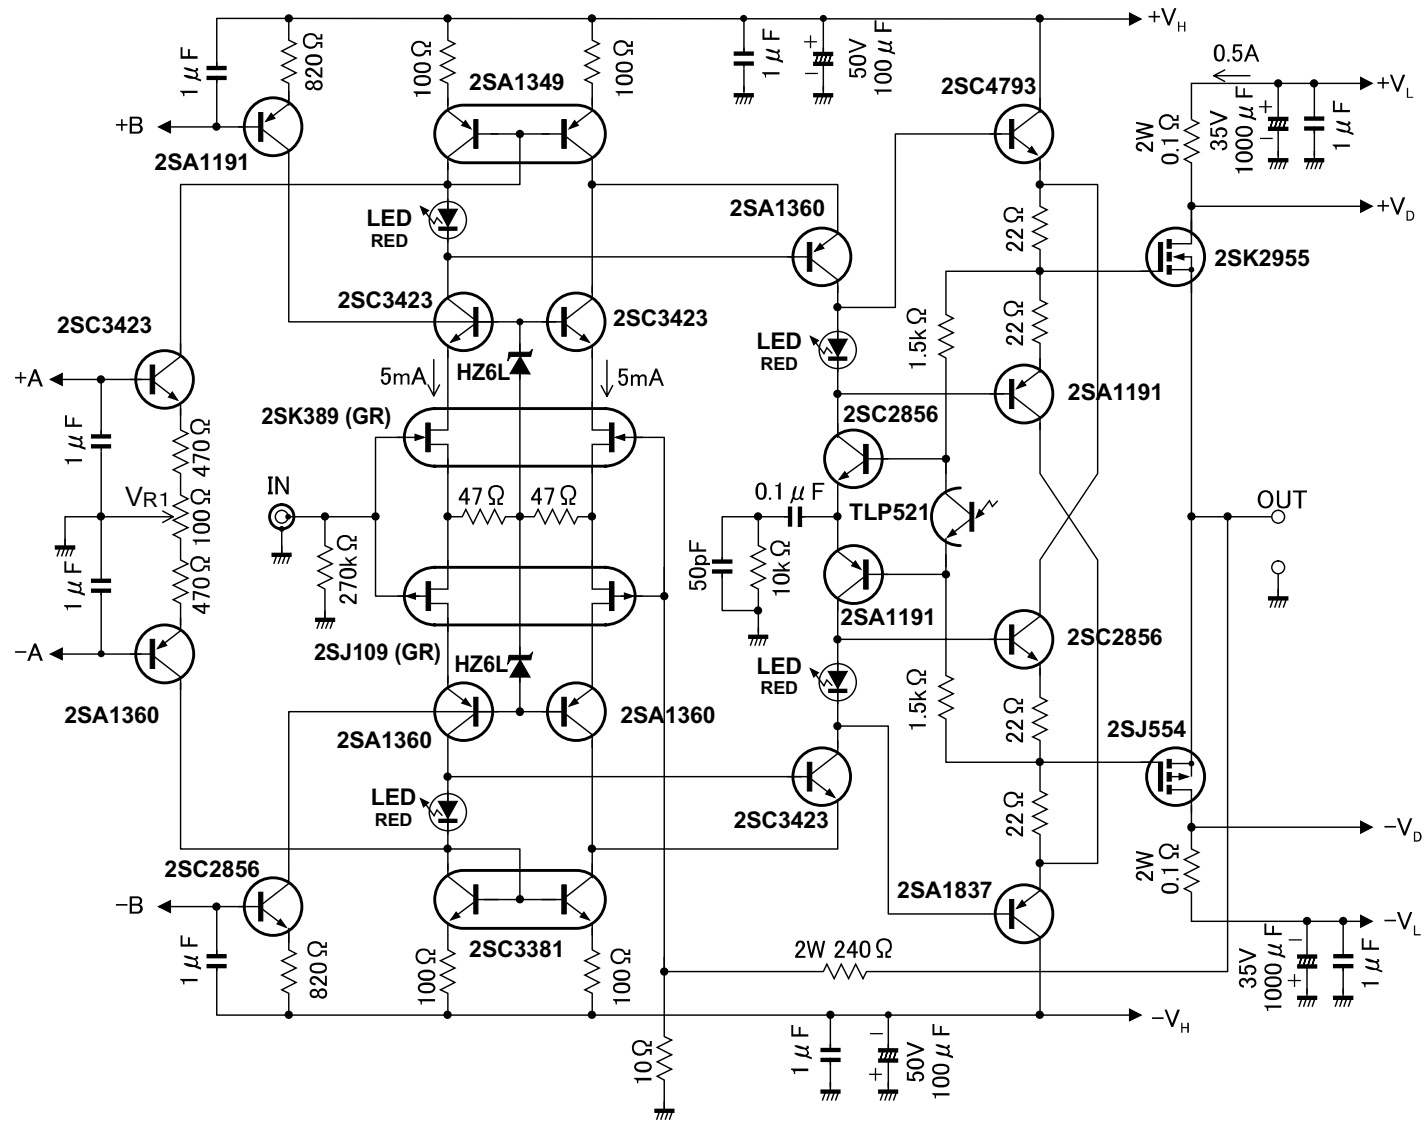 +V_H
1μF
820Ω
100Ω
2SA1349
100Ω
1μF
+
−
50V
100μF
2SC4793
0.5A
+V_L
2W
0.1Ω
35V
1000μF
+
−
1μF
+B
2SA1191
LED
RED
2SA1360
22Ω
+V_D
2SK2955
2SC3423
2SC3423
2SC3423
LED
RED
1.5kΩ
22Ω
+A
5mA
HZ6L
5mA
2SA1191
2SK389 (GR)
2SC2856
1μF
470Ω
IN
V_R1
100Ω
47Ω
47Ω
0.1μF
TLP521
OUT
1μF
470Ω
270kΩ
50pF
10kΩ
2SA1191
2SC2856
−A
2SJ109 (GR)
HZ6L
LED
RED
1.5kΩ
2SA1360
2SA1360
2SA1360
22Ω
2SJ554
LED
RED
2SC3423
22Ω
−V_D
2W
0.1Ω
2SC2856
−B
2SA1837
−V_L
1μF
820Ω
100Ω
2SC3381
100Ω
2W 240Ω
35V
1000μF
−
+
1μF
−V_H
10Ω
1μF
−
+
50V
100μF